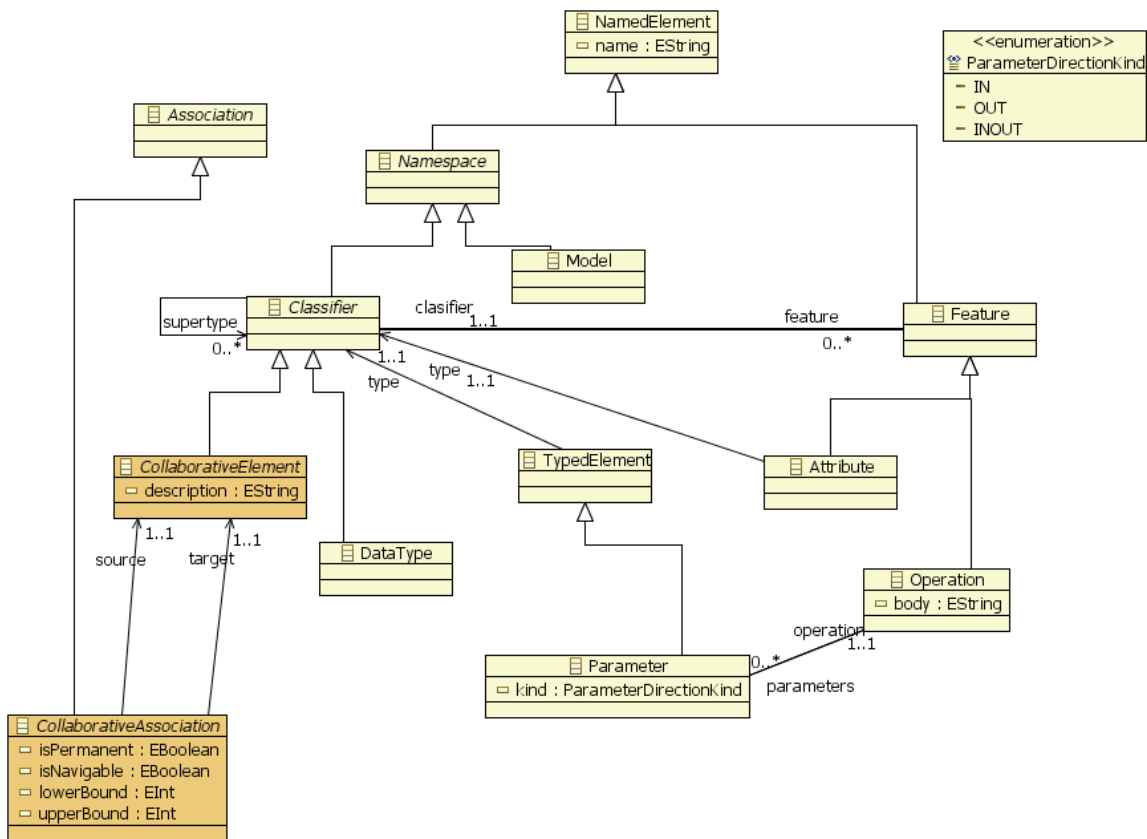 NamedElement
name : EString
<<enumeration>>
ParameterDirectionKind
IN
OUT
INOUT
Association
Namespace
Model
Classifier
supertype
0..*
clasifier
1..1
feature
0..*
Feature
1..1
type
type
1..1
CollaborativeElement
description : EString
TypedElement
Attribute
source
1..1
target
1..1
DataType
Operation
body : EString
operation
1..1
Parameter
kind : ParameterDirectionKind
0..*
parameters
CollaborativeAssociation
isPermanent : EBoolean
isNavigable : EBoolean
lowerBound : EInt
upperBound : EInt